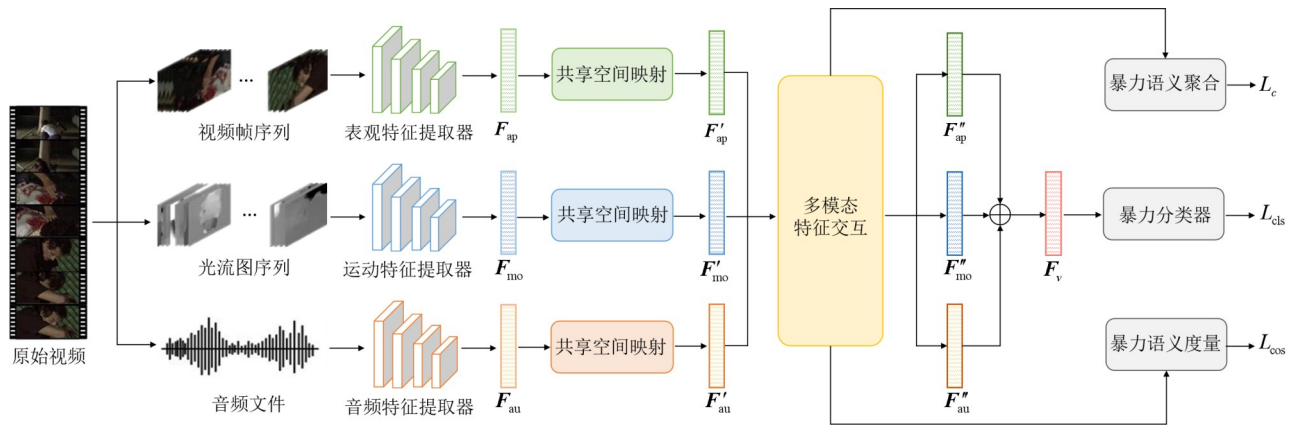 原始视频
...
视频帧序列
表观特征提取器
F_ap
共享空间映射
F'_ap
...
光流图序列
运动特征提取器
F_mo
共享空间映射
F'_mo
音频文件
音频特征提取器
F_au
共享空间映射
F'_au
多模态
特征交互
F''_ap
F''_mo
F''_au
F_v
暴力语义聚合
L_c
暴力分类器
L_cls
暴力语义度量
L_cos